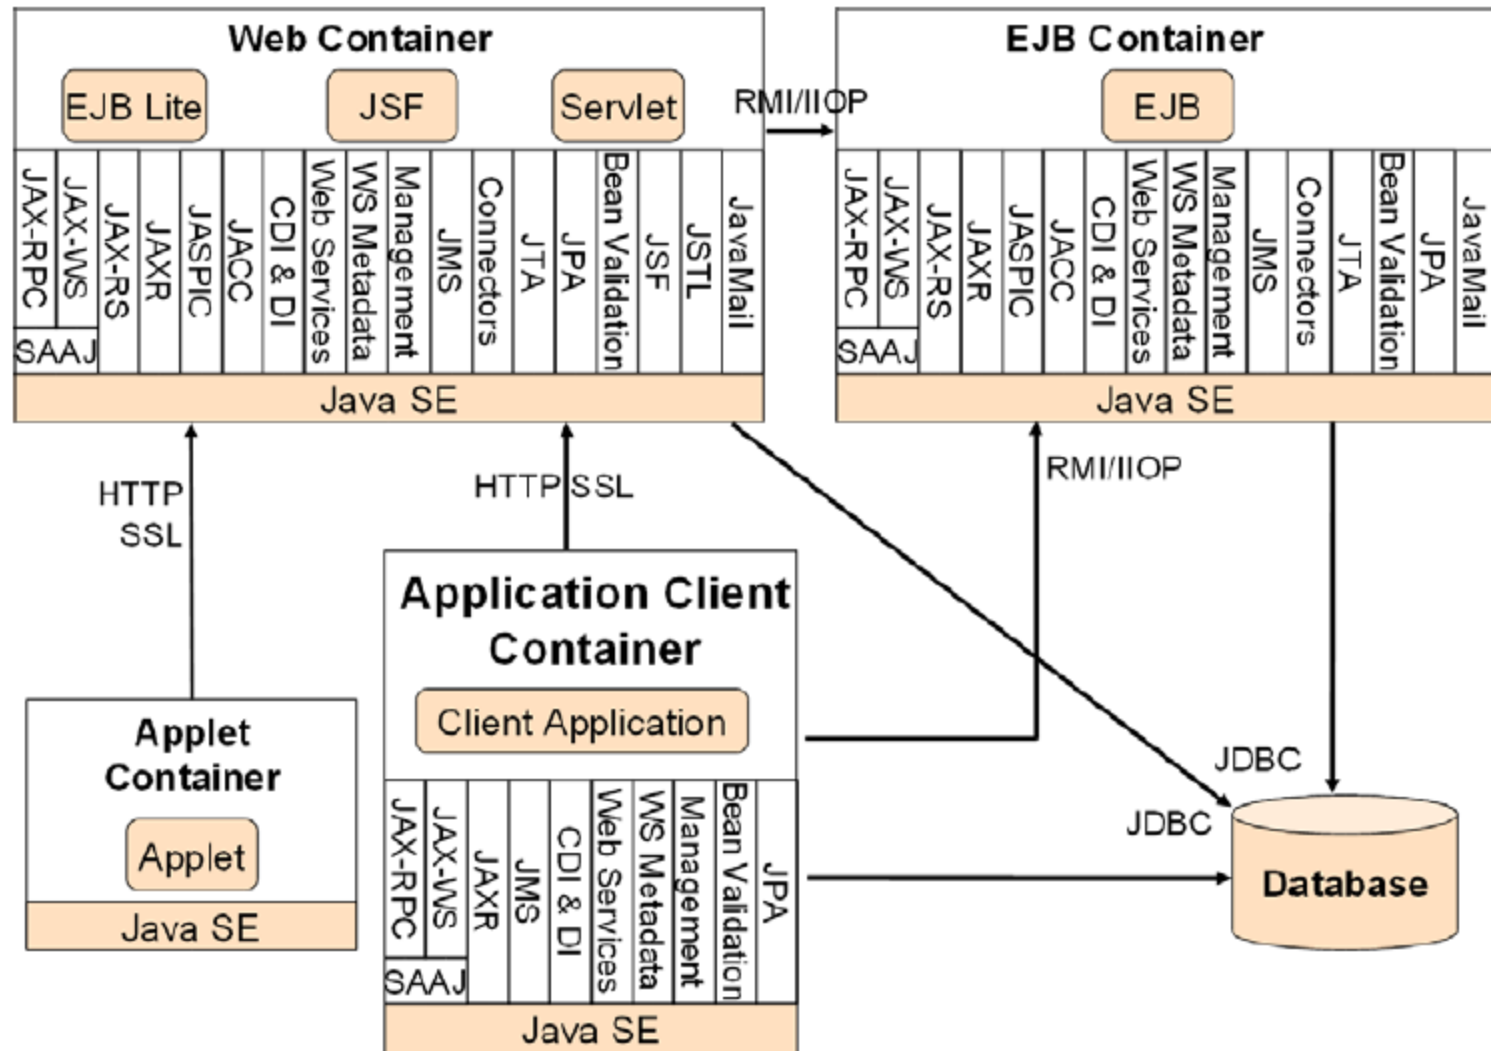 Web Container
EJB Lite
JSF
Servlet
JAX-RPC
JAX-WS
SAAJ
JAX-RS
JAXR
JASPIC
JACC
CDI & DI
Web Services
WS Metadata
Management
JMS
Connectors
JTA
JPA
Bean Validation
JSF
JSTL
JavaMail
Java SE
RMI/IIOP
EJB Container
EJB
JAX-RPC
JAX-WS
SAAJ
JAX-RS
JAXR
JASPIC
JACC
CDI & DI
Web Services
WS Metadata
Management
JMS
Connectors
JTA
Bean Validation
JPA
JavaMail
Java SE
HTTP
SSL
HTTP SSL
RMI/IIOP
Application Client
Container
Client Application
JAX-RPC
JAX-WS
SAAJ
JAXR
JMS
CDI & DI
Web Services
WS Metadata
Management
Bean Validation
JPA
Java SE
Applet
Container
Applet
Java SE
JDBC
JDBC
Database